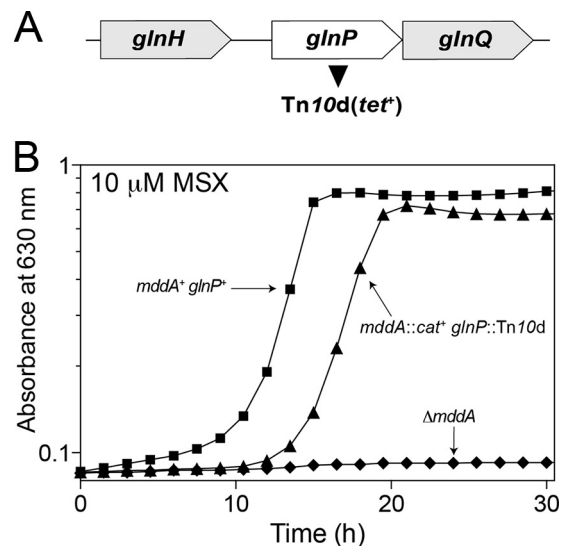 A
glnH glnP glnQ
Tn10d(tet+)
B
10 μM MSX
Absorbance at 630 nm
1
0.1
mddA+ glnP+
mddA::cat+ glnP::Tn10d
ΔmddA
0 10 20 30
Time (h)